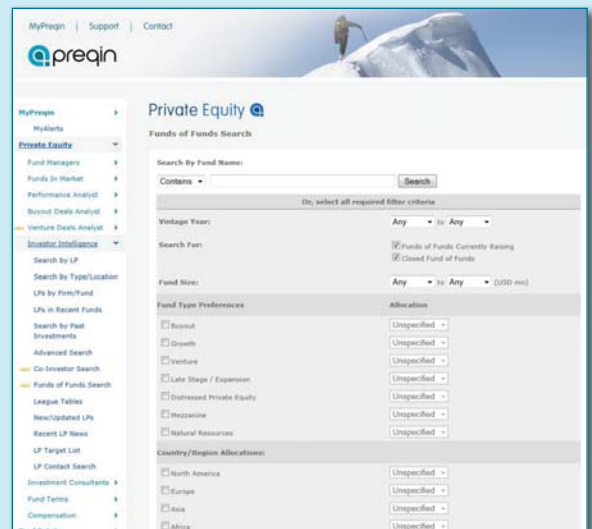 MyPreqin | Support | Contact
preqin
MyPreqin
MyAlerts
Private Equity
Fund Managers
Funds In Market
Performance Analyst
Buyout Deals Analyst
Venture Deals Analyst
Investor Intelligence
Search by LP
Search by Type/Location
LPs by Firm/Fund
LPs in Recent Funds
Search by Past
Investments
Advanced Search
Co-Investor Search
Funds of Funds Search
League Tables
New/Updated LPs
Recent LP News
LP Target List
LP Contact Search
Investment Consultants
Fund Terms
Compensation
Private Equity
Funds of Funds Search
Search By Fund Name:
Contains Search
Or, select all required filter criteria
Vintage Year: Any to Any
Search For: Funds of Funds Currently Raising
Closed Fund of Funds
Fund Size: Any to Any (USD mn)
Fund Type Preferences Allocation
Buyout Unspecified
Growth Unspecified
Venture Unspecified
Late Stage / Expansion Unspecified
Distressed Private Equity Unspecified
Mezzanine Unspecified
Natural Resources Unspecified
Country/Region Allocations:
North America Unspecified
Europe Unspecified
Asia Unspecified
Africa Unspecified